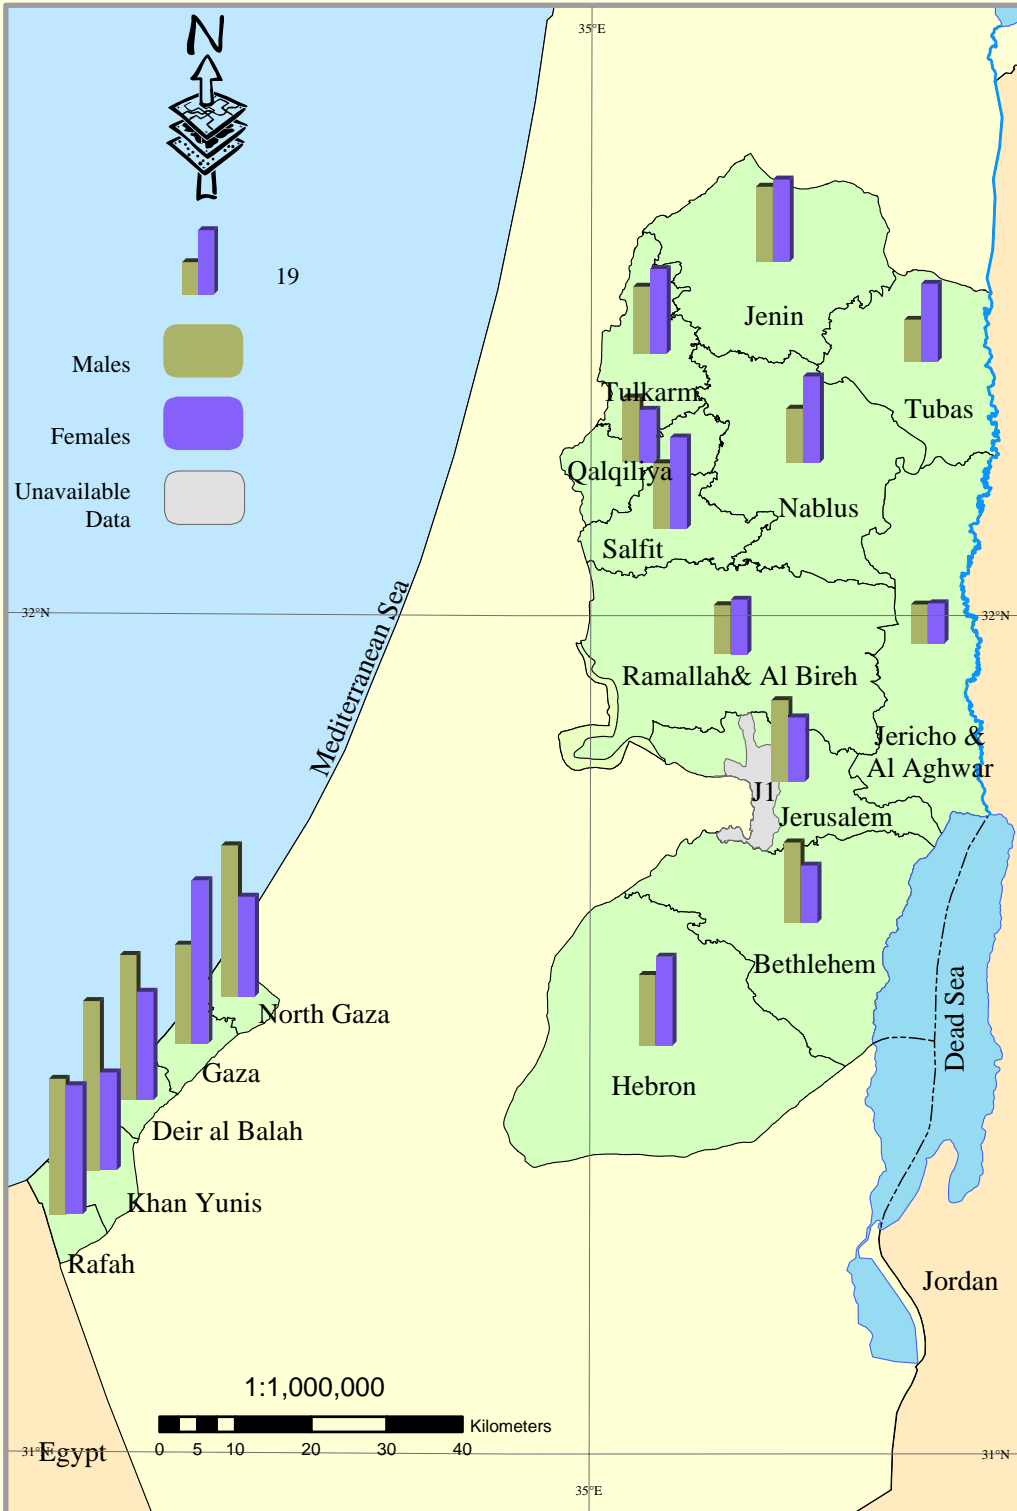 35°E
N
19
Males
Females
Unavailable
Data
Jenin
Tulkarm
Tubas
Qalqiliya
Nablus
Salfit
32°N
32°N
Mediterranean Sea
Ramallah& Al Bireh
Jericho &
Al Aghwar
J1
Jerusalem
Bethlehem
North Gaza
Dead Sea
Gaza
Hebron
Deir al Balah
Khan Yunis
Rafah
Jordan
1:1,000,000
Kilometers
0 5 10 20 30 40
31°N
Egypt
31°N
35°E